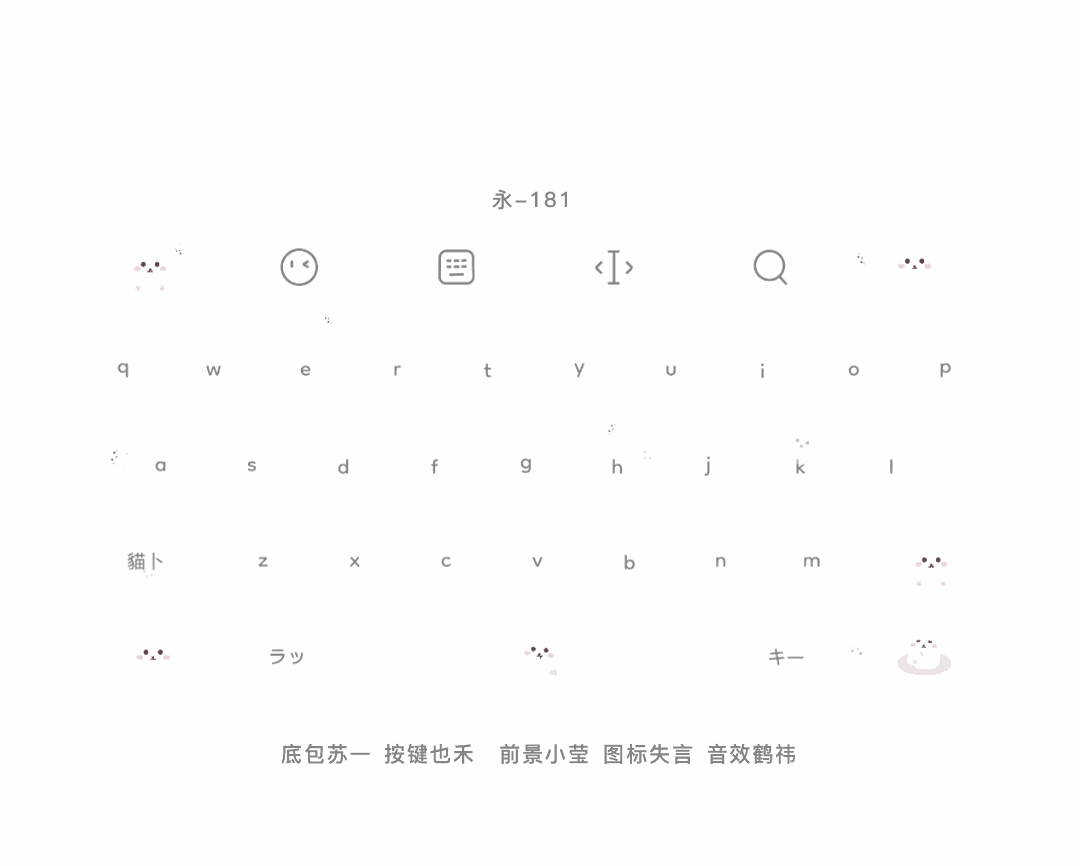 永-181
q w e r t y u i o p
a s d f g h j k l
貓卜 z x c v b n m
ラッ キー
底包苏一 按键也禾 前景小莹 图标失言 音效鹤祎